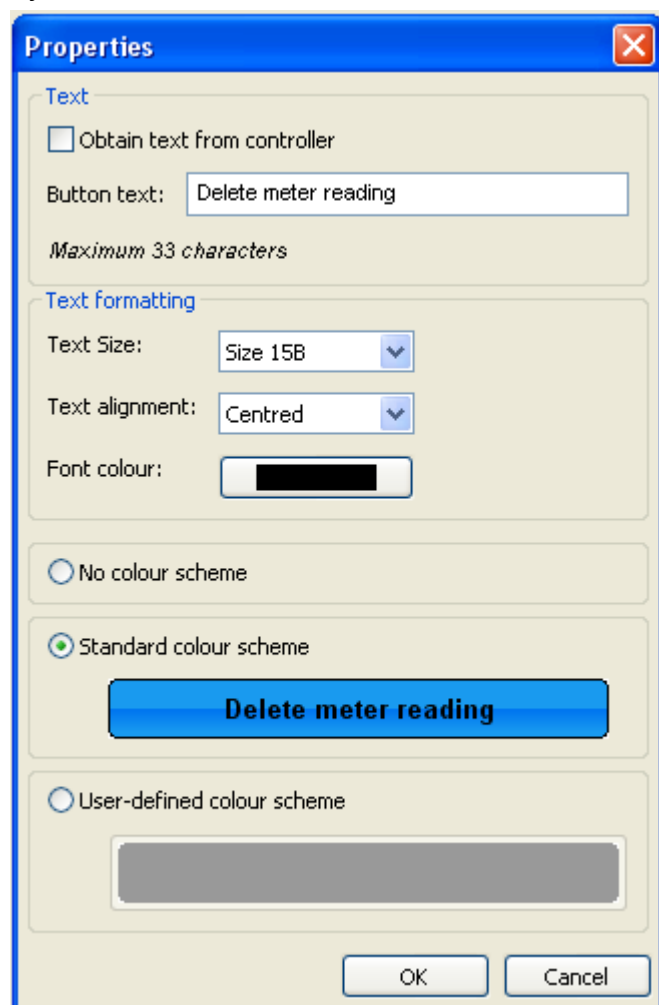 Properties
Text
Obtain text from controller
Button text: Delete meter reading
Maximum 33 characters
Text formatting
Text Size: Size 15B
Text alignment: Centred
Font colour:
No colour scheme
Standard colour scheme
Delete meter reading
User-defined colour scheme
OK Cancel